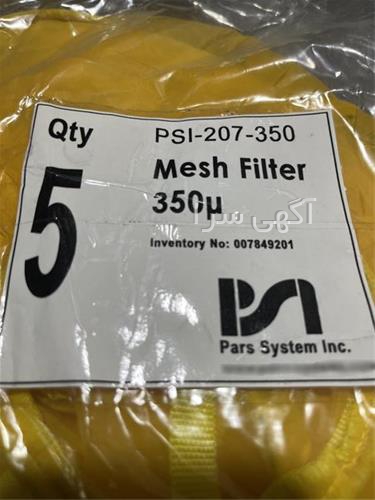 Qty
5
PSI-207-350
Mesh Filter
350µ
آگهی سرا
Inventory No: 007849201
PSI
Pars System Inc.